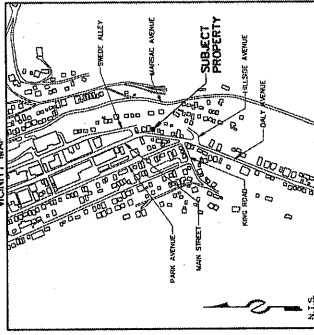 VICINITY MAP
SWEDE ALLEY
MARSAC AVENUE
SUBJECT
PROPERTY
HILLSIDE AVENUE
DALY AVENUE
PARK AVENUE
MAIN STREET
KING ROAD
N.T.S.